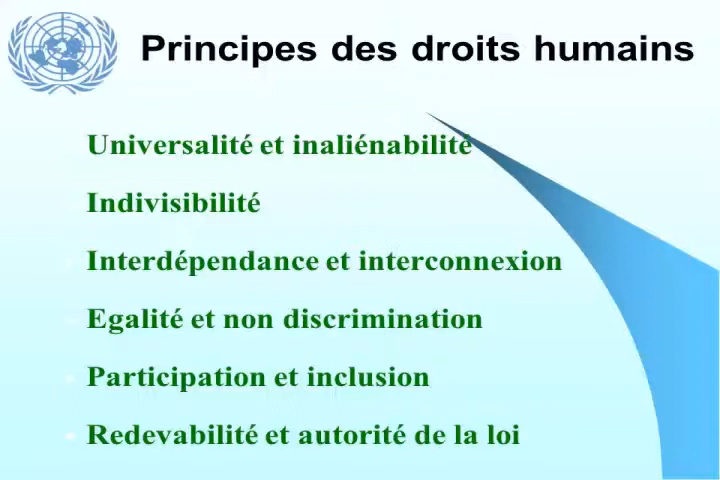 Principes des droits humains
Universalité et inaliénabilité
Indivisibilité
- Interdépendance et interconnexion
- Egalité et non discrimination
- Participation et inclusion
- Redevabilité et autorité de la loi